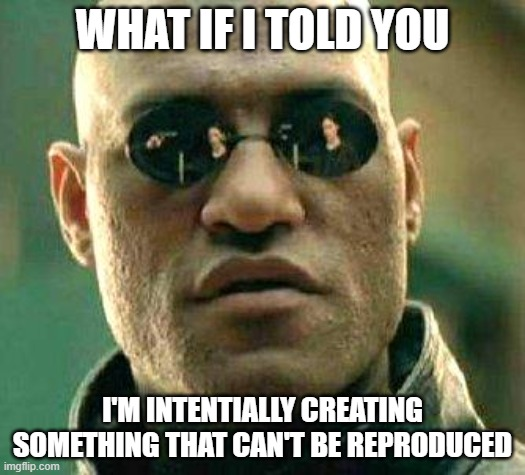 WHAT IF I TOLD YOU
I'M INTENTIALLY CREATING
SOMETHING THAT CAN'T BE REPRODUCED
imgflip.com